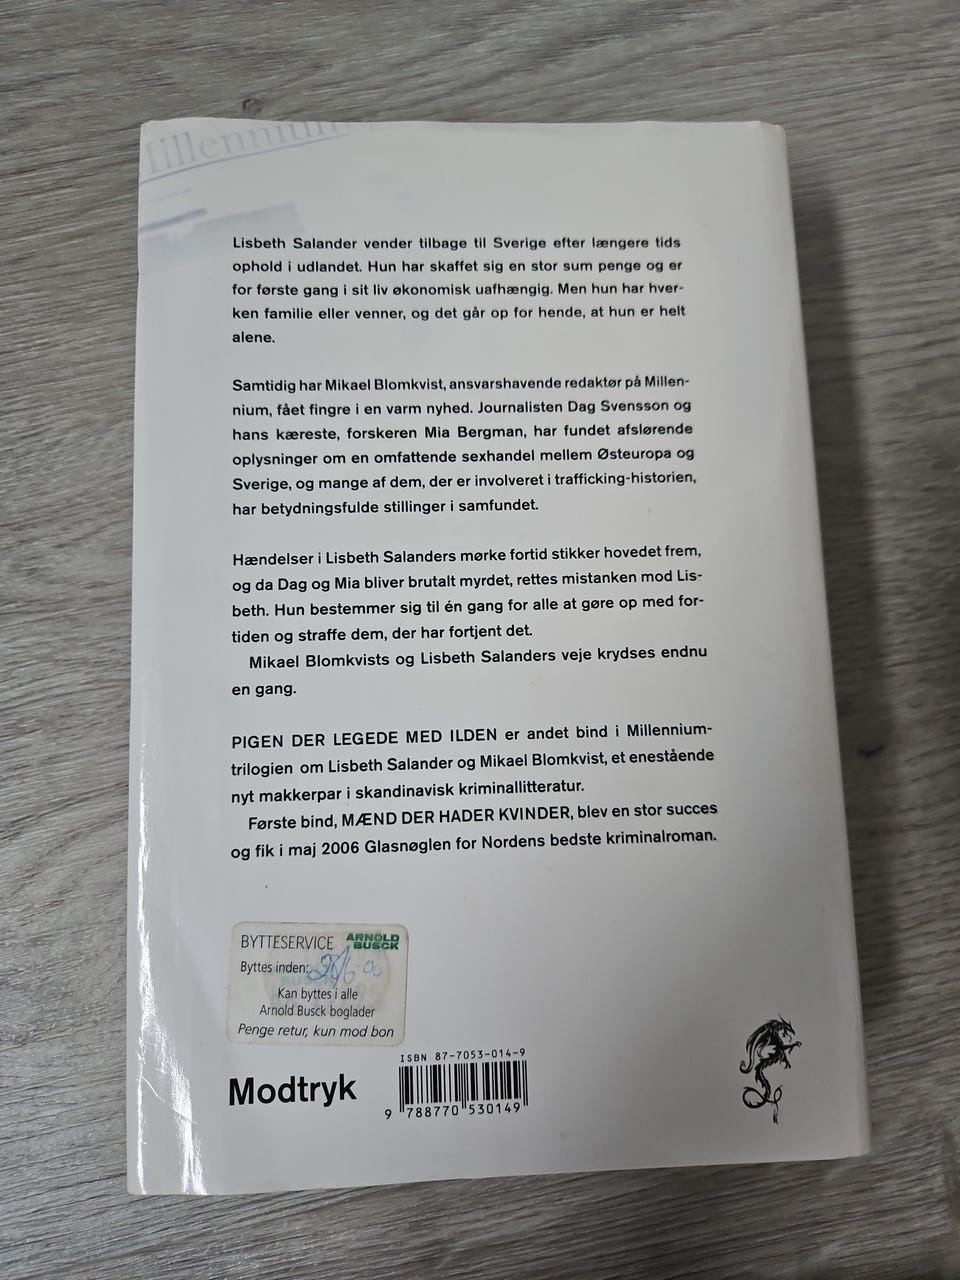 Millennium
Lisbeth Salander vender tilbage til Sverige efter længere tids
ophold i udlandet. Hun har skaffet sig en stor sum penge og er
for første gang i sit liv økonomisk uafhængig. Men hun har hver-
ken familie eller venner, og det går op for hende, at hun er helt
alene.
Samtidig har Mikael Blomkvist, ansvarshavende redaktør på Millen-
nium, fået fingre i en varm nyhed. Journalisten Dag Svensson og
hans kæreste, forskeren Mia Bergman, har fundet afslørende
oplysninger om en omfattende sexhandel mellem Østeuropa og
Sverige, og mange af dem, der er involveret i trafficking-historien,
har betydningsfulde stillinger i samfundet.
Hændelser i Lisbeth Salanders mørke fortid stikker hovedet frem,
og da Dag og Mia bliver brutalt myrdet, rettes mistanken mod Lis-
beth. Hun bestemmer sig til én gang for alle at gøre op med for-
tiden og straffe dem, der har fortjent det.
Mikael Blomkvists og Lisbeth Salanders veje krydses endnu
en gang.
PIGEN DER LEGEDE MED ILDEN er andet bind i Millennium-
trilogien om Lisbeth Salander og Mikael Blomkvist, et enestående
nyt makkerpar i skandinavisk kriminallitteratur.
Første bind, MÆND DER HADER KVINDER, blev en stor succes
og fik i maj 2006 Glasnøglen for Nordens bedste kriminalroman.
BYTTESERVICE ARNOLD BUSCK
Byttes inden:
Kan byttes i alle
Arnold Busck boglader
Penge retur, kun mod bon
ISBN 87-7053-014-9
Modtryk
9 788770 530149